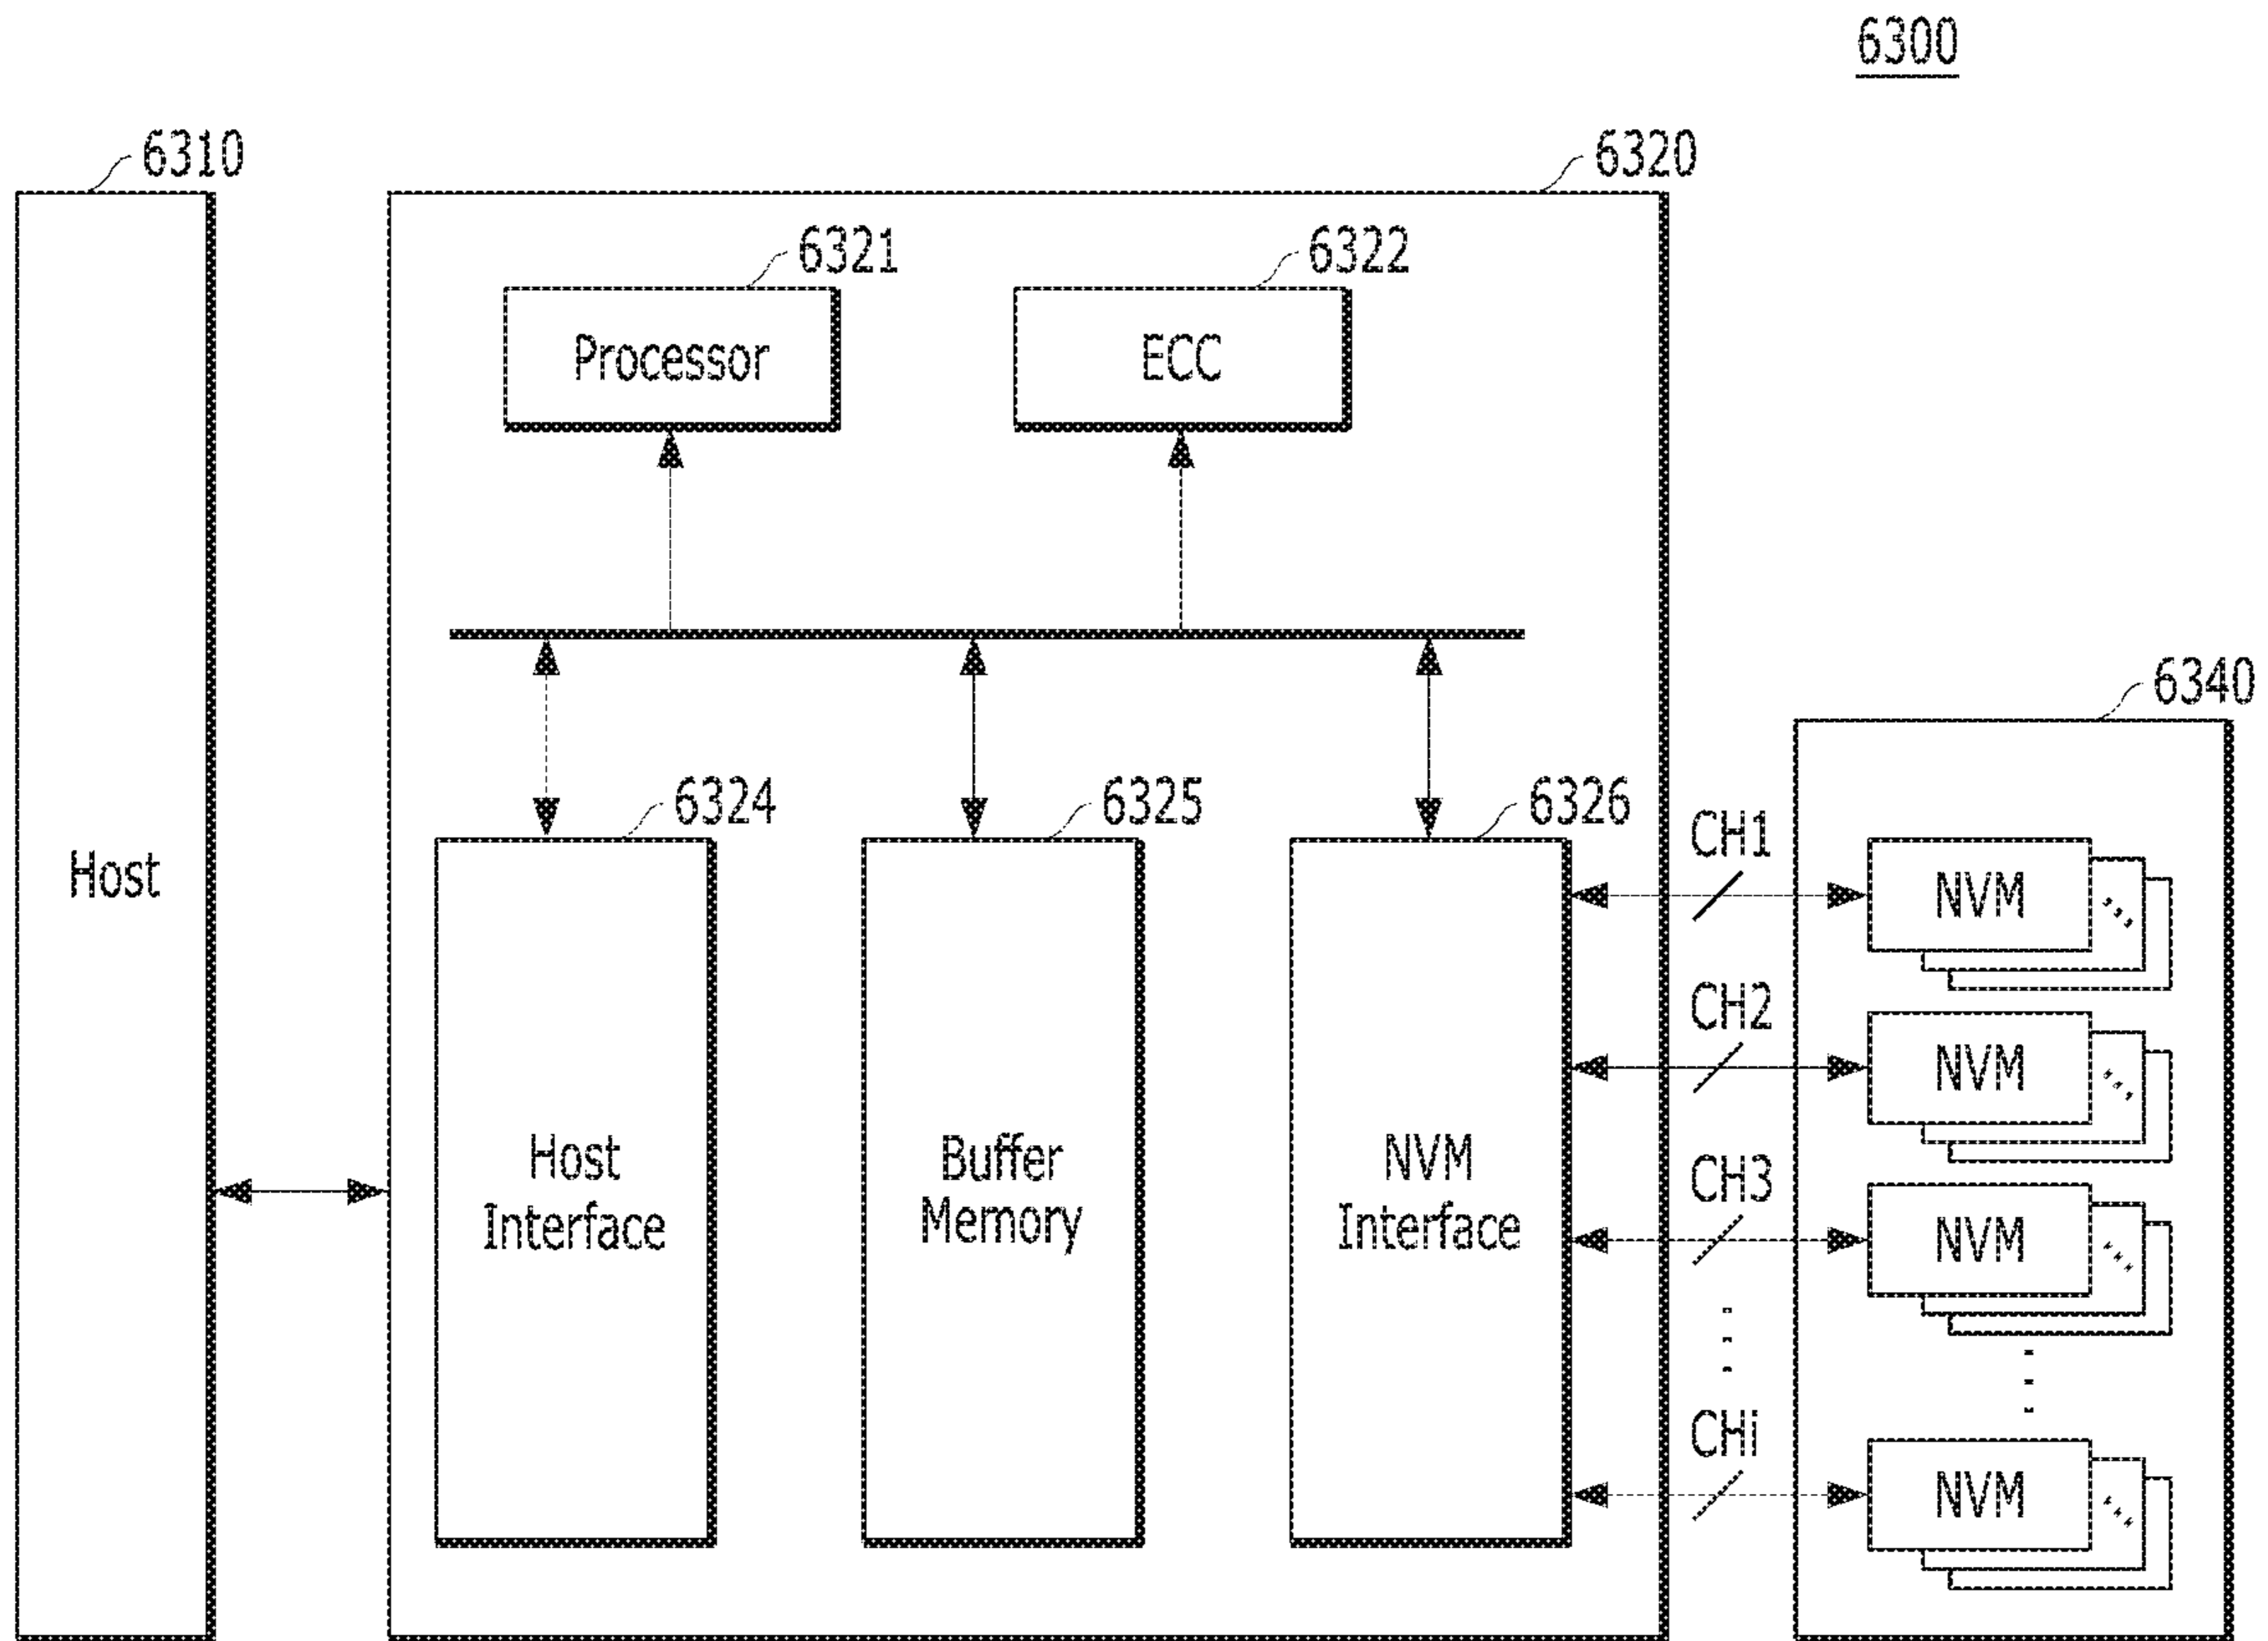 6300
6310
6320
6321
6322
Processor
ECC
6340
6324
6325
6326
CH1
Host
NVM
CH2
NVM
Host
Interface
Buffer
Memory
NVM
Interface
CH3
NVM
CHi
NVM